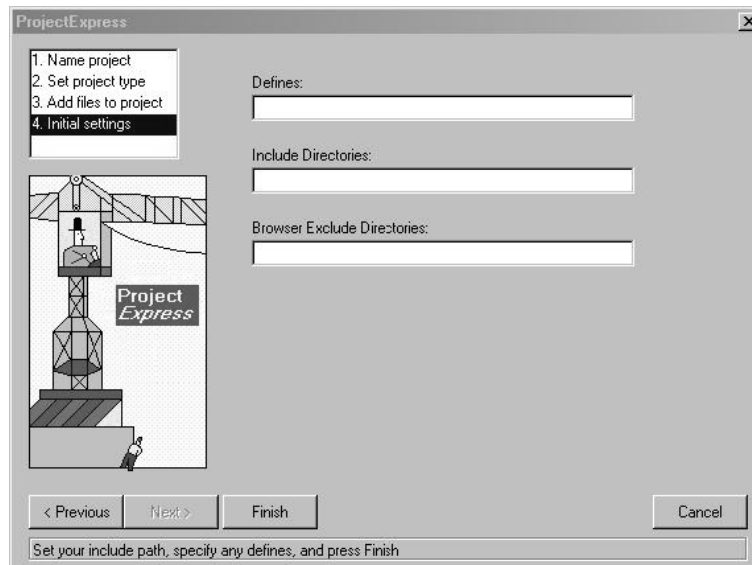 ProjectExpress
1. Name project
2. Set project type
3. Add files to project
4. Initial settings
Defines:
Include Directories:
Browser Exclude Directories:
Project
Express
< Previous
Next >
Finish
Cancel
Set your include path, specify any defines, and press Finish